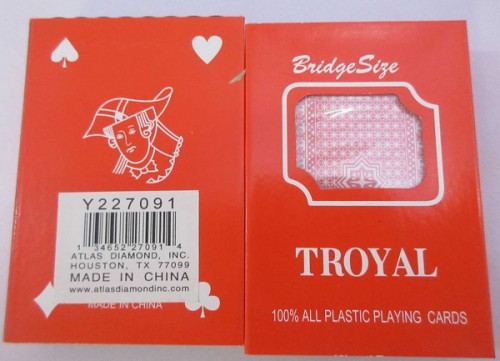 Y227091
1 34652 27091 4
ATLAS DIAMOND, INC.
HOUSTON, TX 77099
MADE IN CHINA
www.atlasdiamondinc.com
MADE IN CHINA
BridgeSize
TROYAL
100% ALL PLASTIC PLAYING CARDS